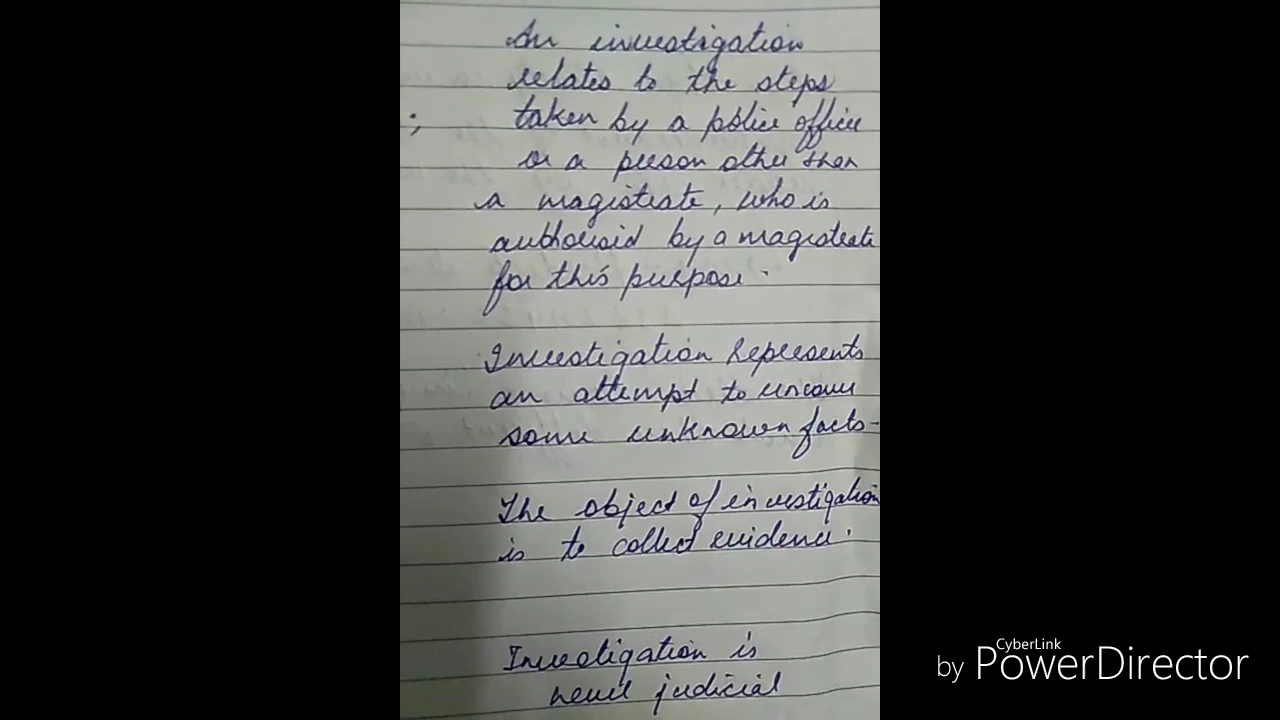 An investigation
relates to the steps
taken by a police officer
or a person other than
a magistrate, who is
authorised by a magistrate
for this purpose.
Investigation Represents
an attempt to uncover
some unknown facts.
The object of investigation
is to collect evidence.
Investigation is
never judicial
CyberLink
by PowerDirector